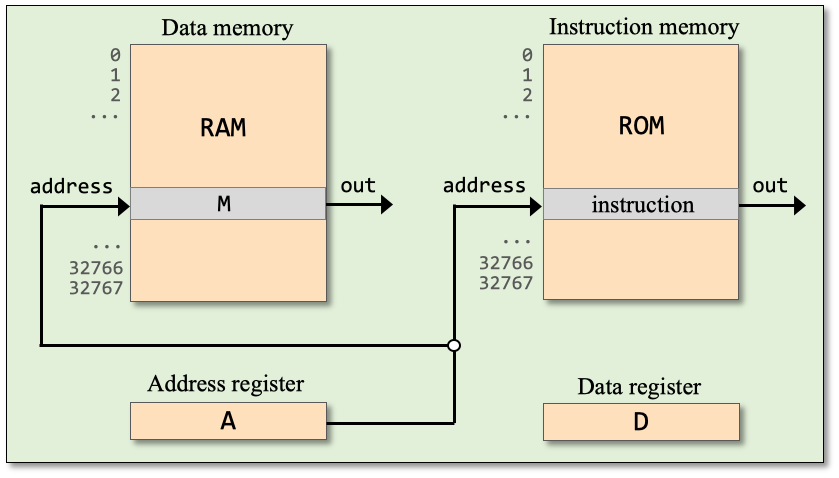 Data memory
0
1
2
...
RAM
address
M
out
...
32766
32767
Instruction memory
0
1
2
...
ROM
address
instruction
out
...
32766
32767
Address register
A
Data register
D